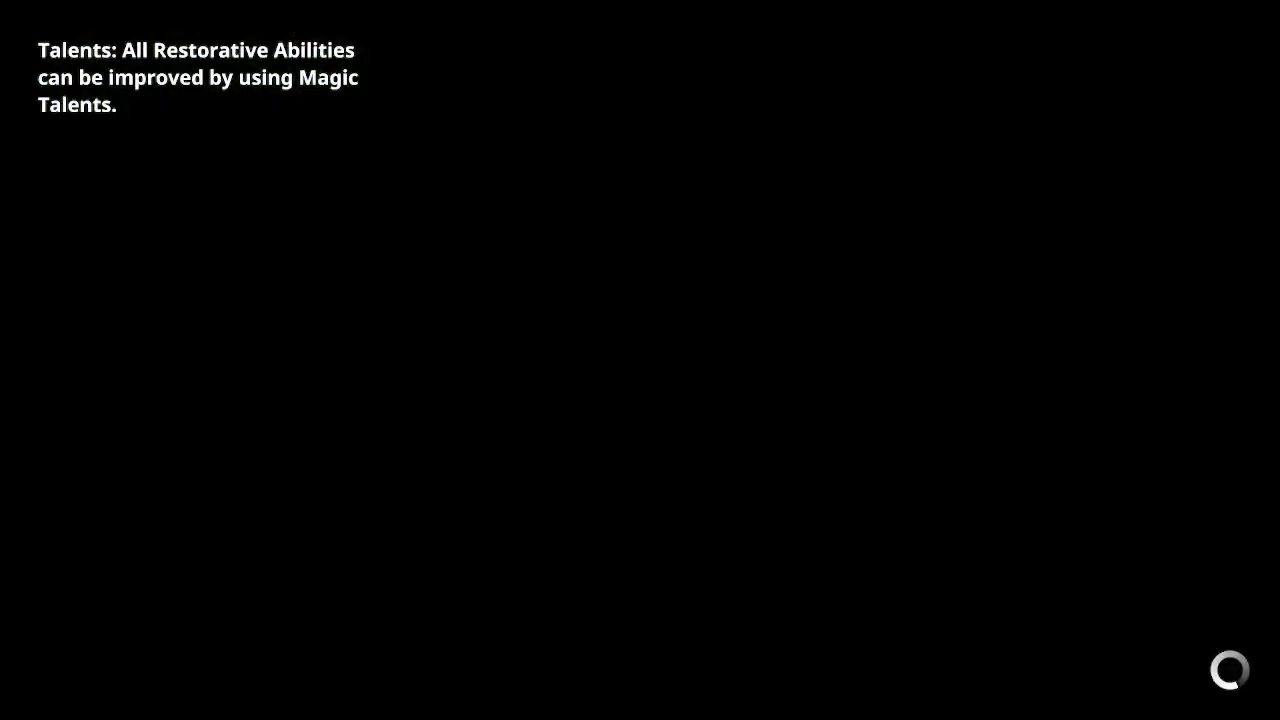 Talents: All Restorative Abilities
can be improved by using Magic
Talents.